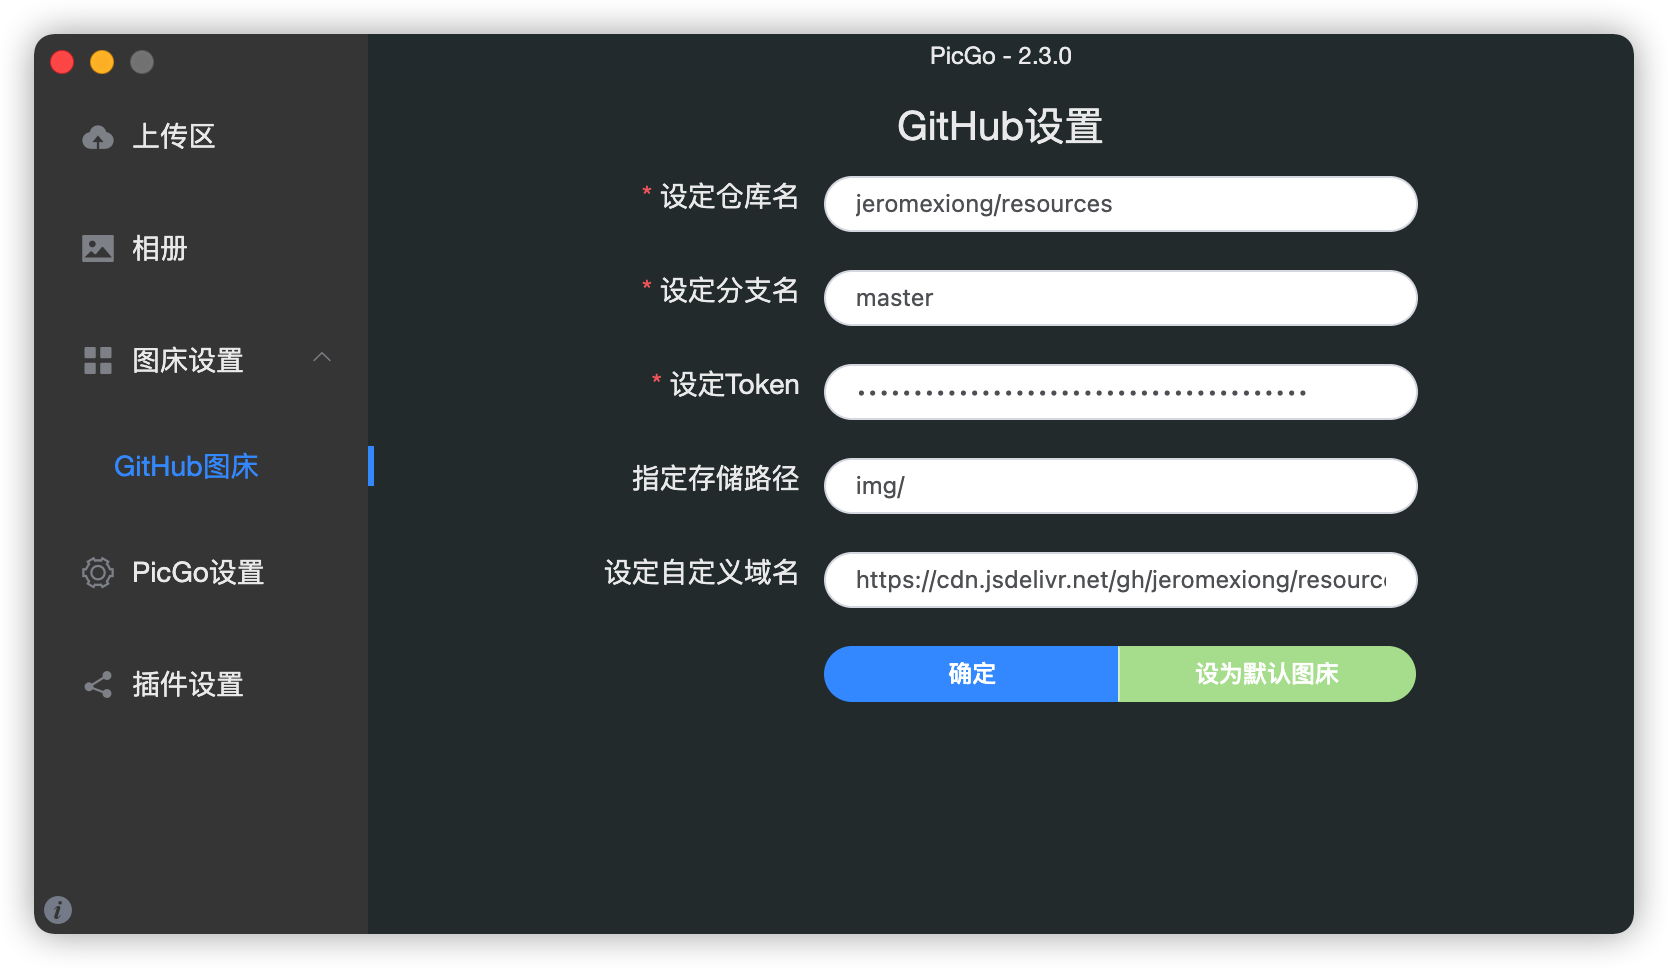 PicGo - 2.3.0
上传区
相册
图床设置
GitHub图床
PicGo设置
插件设置
GitHub设置
* 设定仓库名 jeromexiong/resources
* 设定分支名 master
* 设定Token ••••••••••••••••••••••••••••••••••••••••
指定存储路径 img/
设定自定义域名 https://cdn.jsdelivr.net/gh/jeromexiong/resourc
确定 设为默认图床